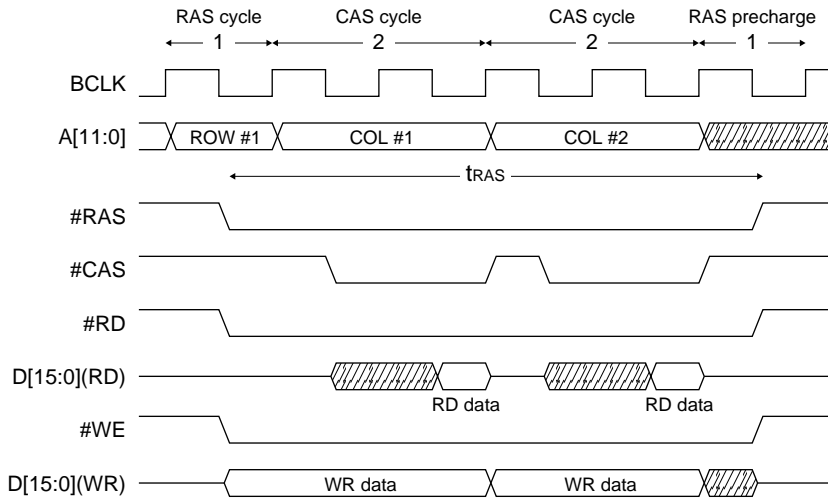 RAS cycle CAS cycle CAS cycle RAS precharge
1 2 2 1
BCLK
A[11:0] ROW #1 COL #1 COL #2
tRAS
#RAS
#CAS
#RD
D[15:0](RD)
RD data RD data
#WE
D[15:0](WR) WR data WR data